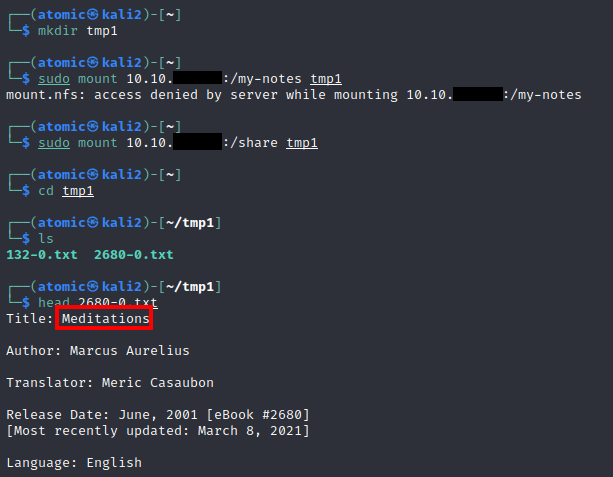 ┌──(atomic㉿kali2)-[~]
└─$ mkdir tmp1
┌──(atomic㉿kali2)-[~]
└─$ sudo mount 10.10.:/my-notes tmp1
mount.nfs: access denied by server while mounting 10.10.:/my-notes
┌──(atomic㉿kali2)-[~]
└─$ sudo mount 10.10.:/share tmp1
┌──(atomic㉿kali2)-[~]
└─$ cd tmp1
┌──(atomic㉿kali2)-[~/tmp1]
└─$ ls
132-0.txt  2680-0.txt
┌──(atomic㉿kali2)-[~/tmp1]
└─$ head 2680-0.txt
Title: Meditations
Author: Marcus Aurelius
Translator: Meric Casaubon
Release Date: June, 2001 [eBook #2680]
[Most recently updated: March 8, 2021]
Language: English